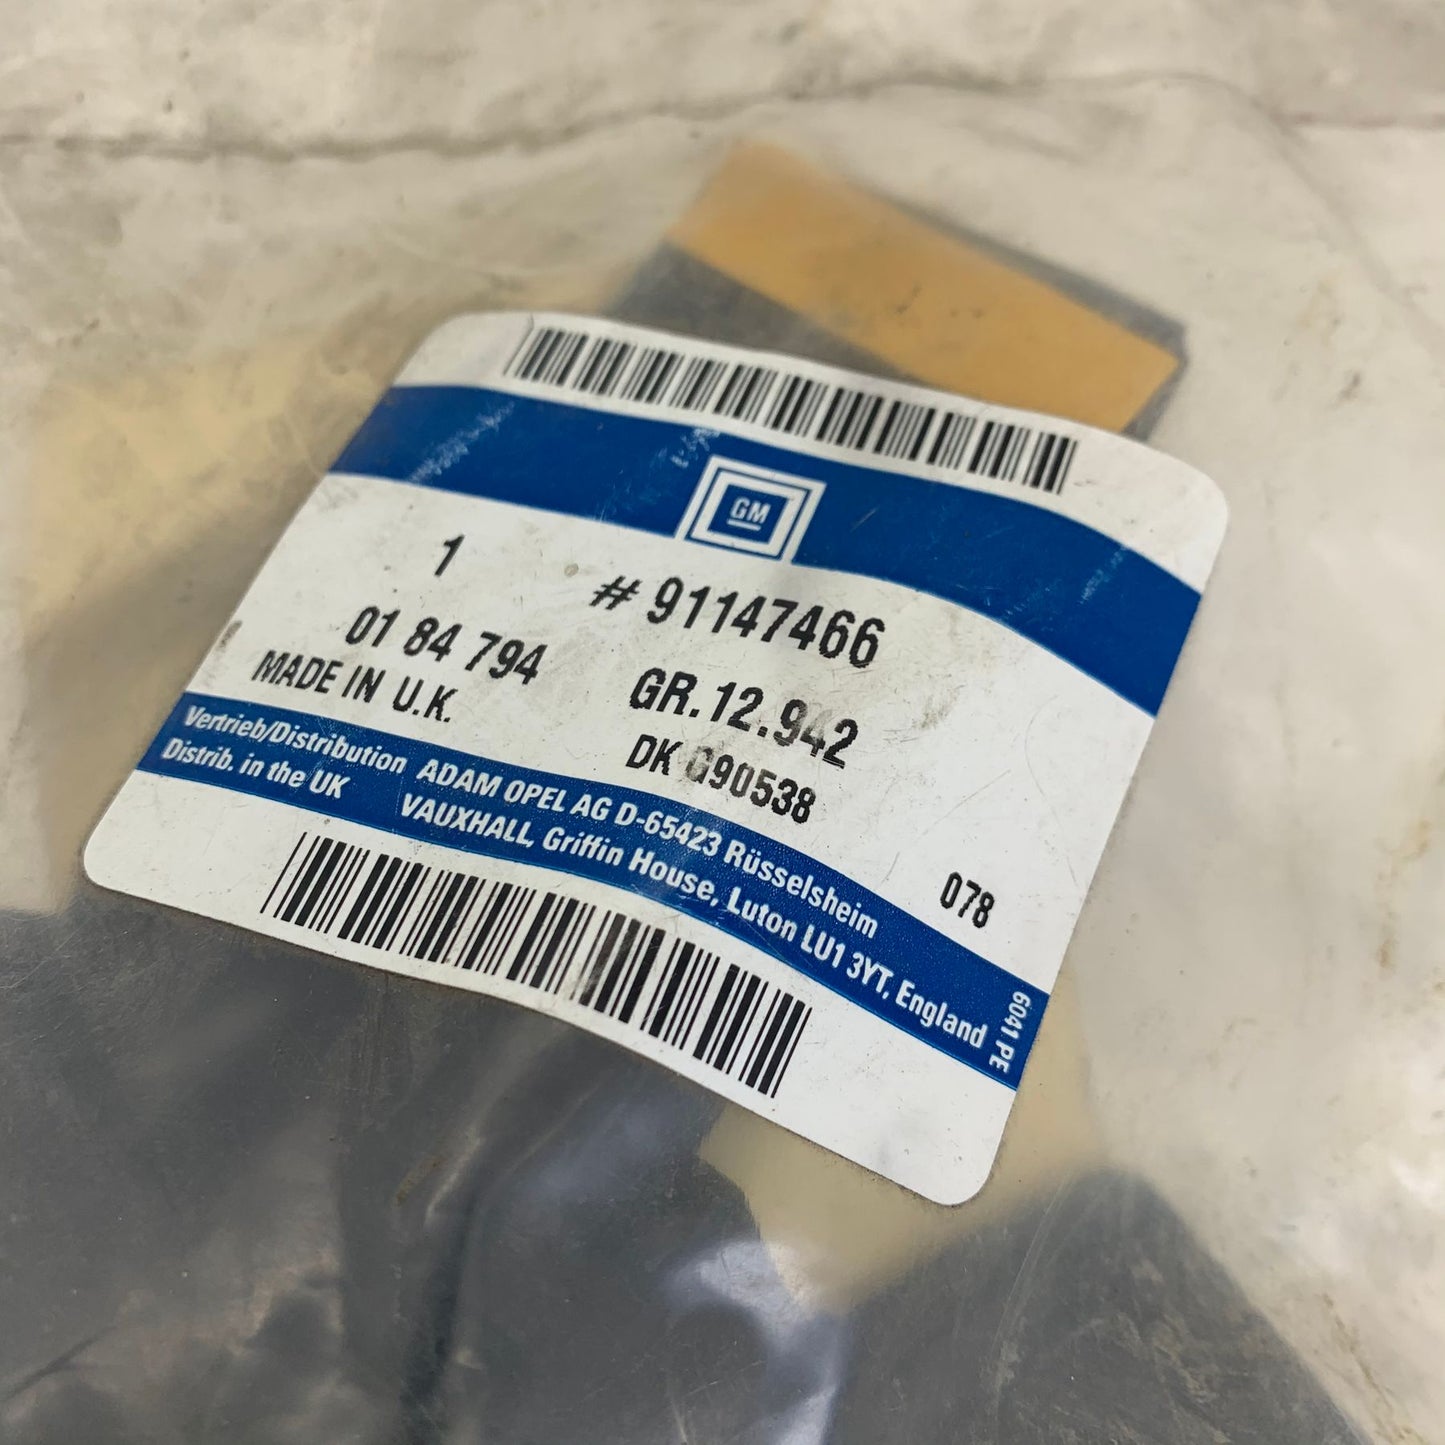 GM
1 # 91147466
01 84 794 GR.12.942
MADE IN U.K. DK G90538
078
Vertrieb/Distribution ADAM OPEL AG D-65423 Rüsselsheim
Distrib. in the UK VAUXHALL, Griffin House, Luton LU1 3YT, England
6041 PE